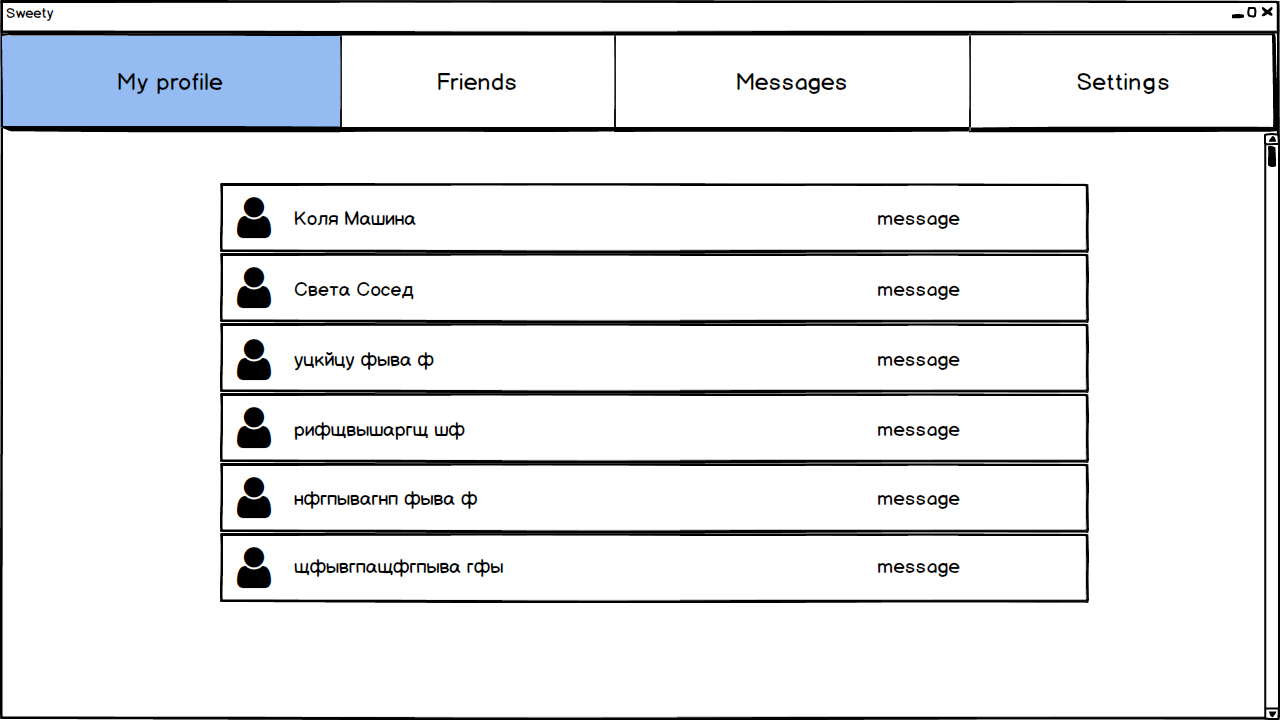 Sweety
My profile Friends Messages Settings
Коля Машина message
Света Сосед message
уцкйцу фыва ф message
рифщвышаргщ шф message
нфгпывагнп фыва ф message
щфывгпащфгпыва гфы message